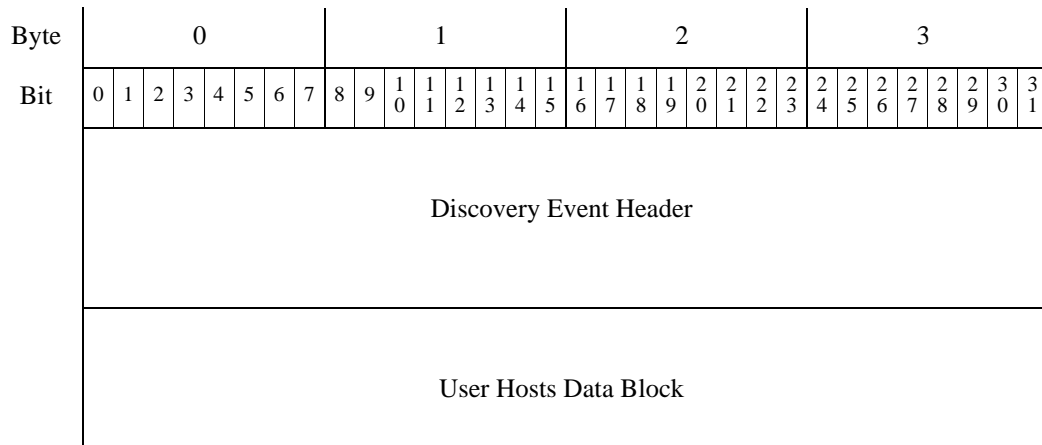 Byte 0 1 2 3
Bit 0 1 2 3 4 5 6 7 8 9 10 11 12 13 14 15 16 17 18 19 20 21 22 23 24 25 26 27 28 29 30 31
Discovery Event Header
User Hosts Data Block